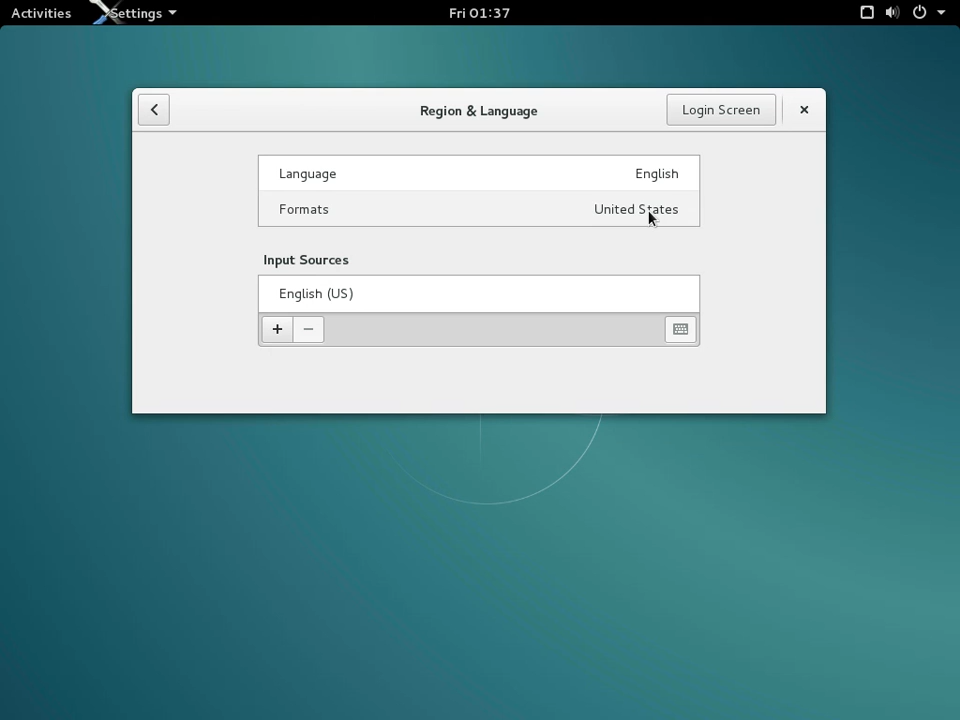 Activities Settings Fri 01:37
Region & Language Login Screen
Language English
Formats United States
Input Sources
English (US)